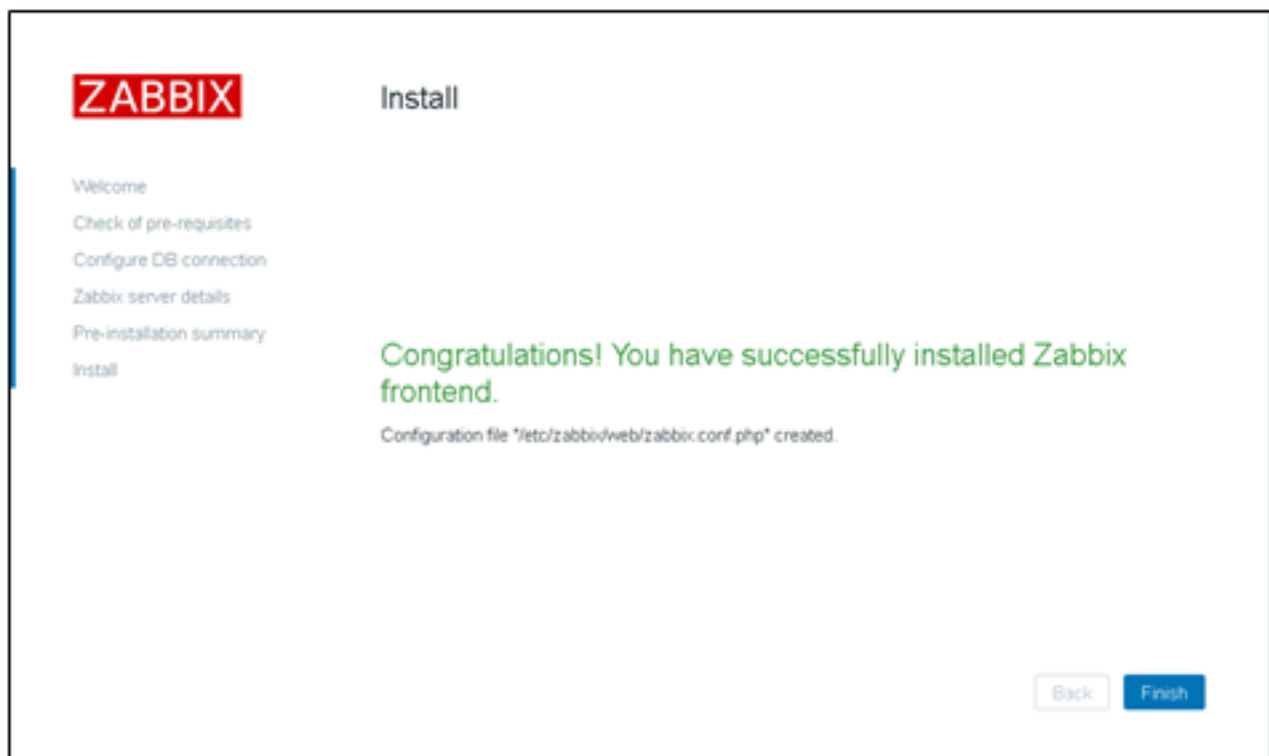 ZABBIX
Install
Welcome
Check of pre-requisites
Configure DB connection
Zabbix server details
Pre-installation summary
Install
Congratulations! You have successfully installed Zabbix
frontend.
Configuration file "/etc/zabbix/web/zabbix.conf.php" created.
Back
Finish